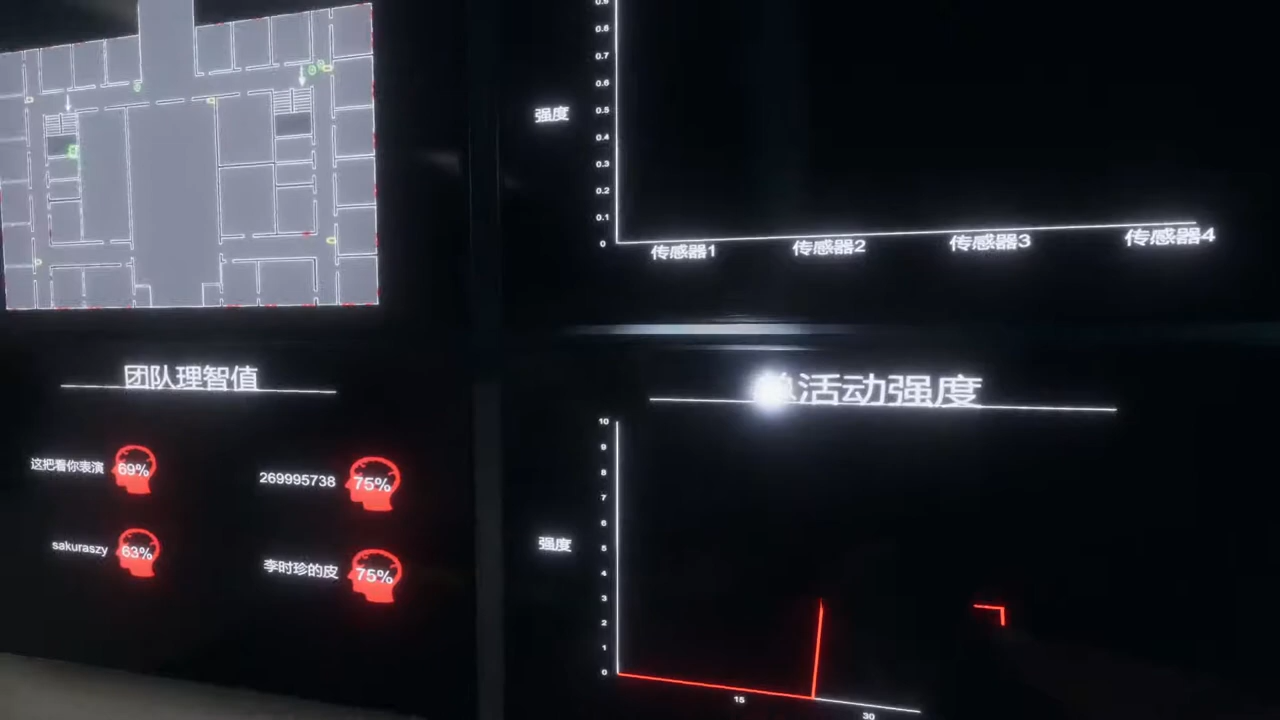 0.9
0.8
0.7
0.6
强度
0.5
0.4
0.3
0.2
0.1
0
传感器1
传感器2
传感器3
传感器4
团队理智值
这把看你表演
69%
269995738
75%
sakuraszy
63%
李时珍的皮
75%
活动强度
10
9
8
7
6
强度
5
4
3
2
1
0
15
30